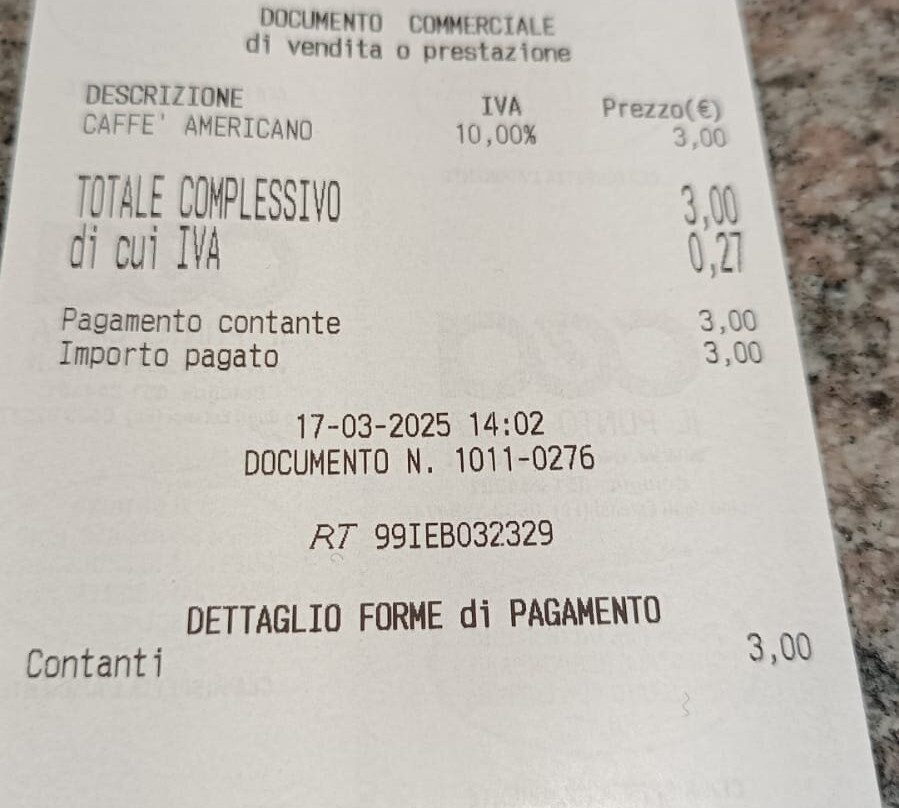 DOCUMENTO COMMERCIALE
di vendita o prestazione
DESCRIZIONE IVA Prezzo(€)
CAFFE' AMERICANO 10,00% 3,00
TOTALE COMPLESSIVO 3,00
di cui IVA 0,27
Pagamento contante 3,00
Importo pagato 3,00
17-03-2025 14:02
DOCUMENTO N. 1011-0276
RT 99IEB032329
DETTAGLIO FORME di PAGAMENTO
Contanti 3,00